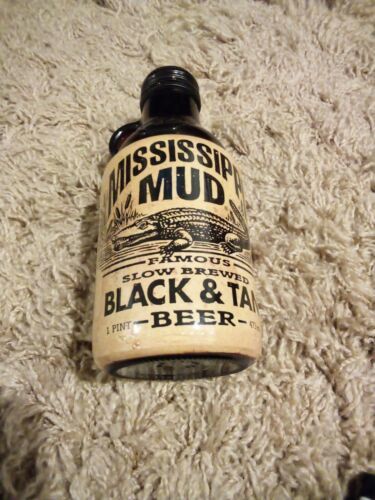 MISSISSIPP
MUD
FAMOUS
SLOW BREWED
BLACK & TAN
BEER
1 PINT